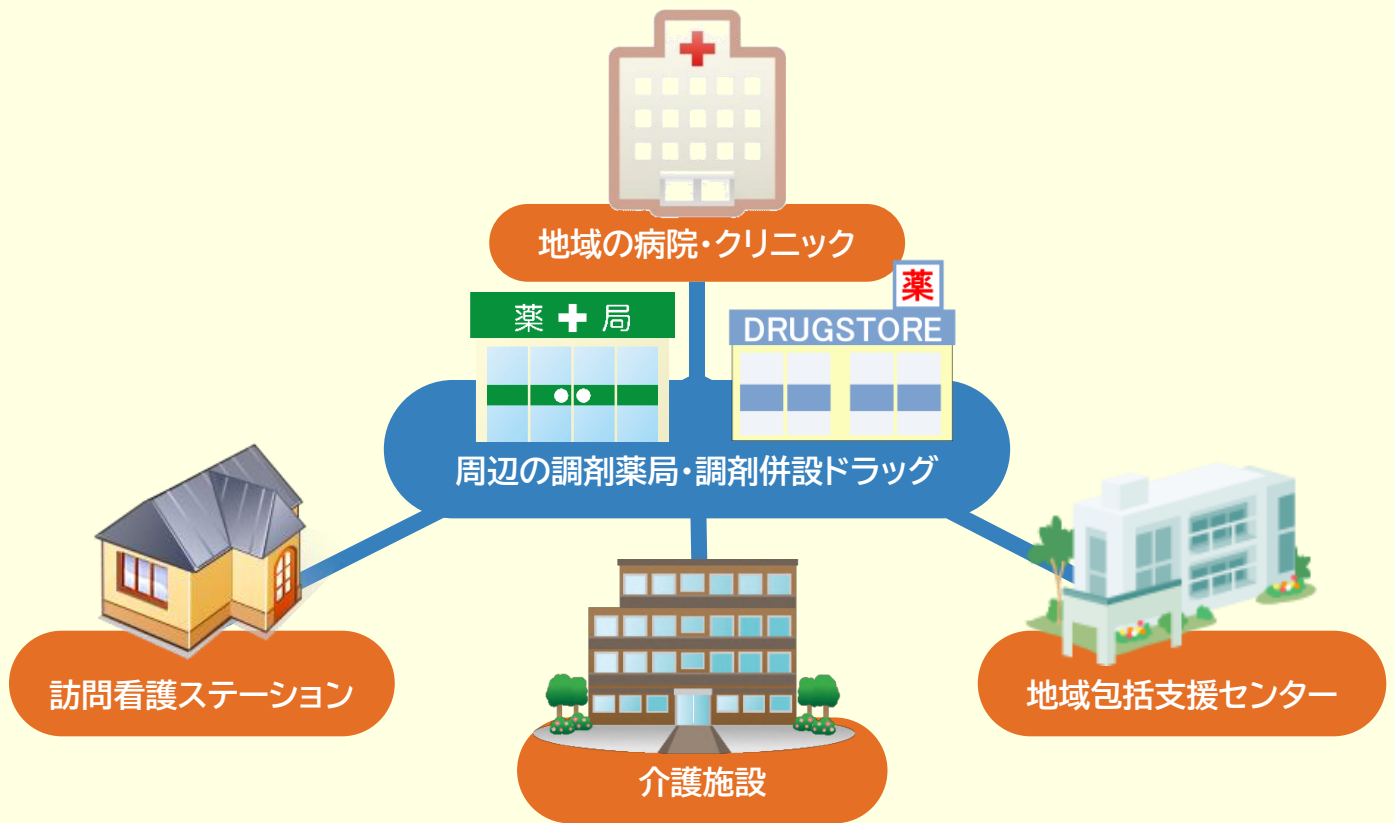 地域の病院・クリニック
薬局
薬
DRUGSTORE
周辺の調剤薬局・調剤併設ドラッグ
訪問看護ステーション
地域包括支援センター
介護施設